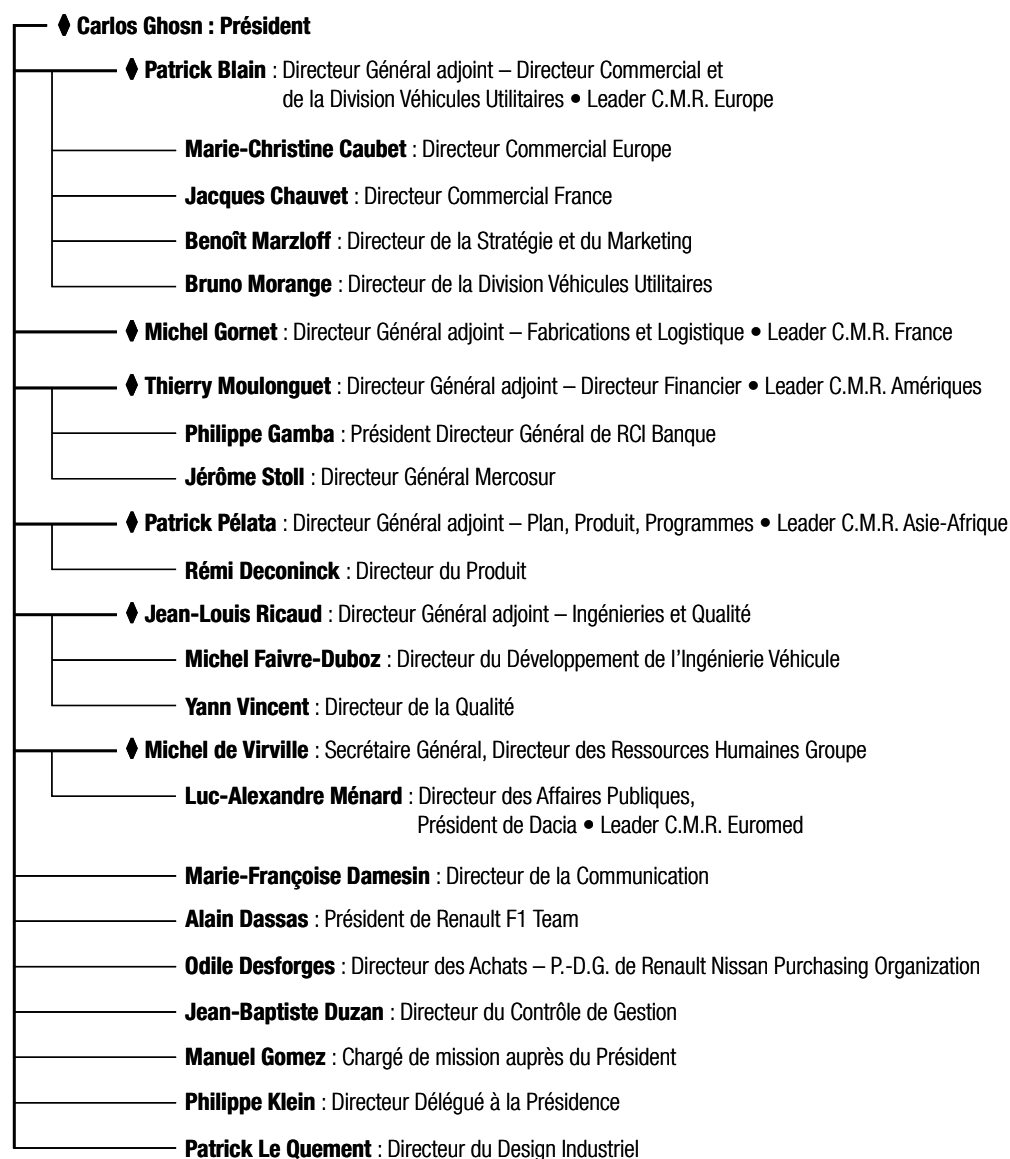 ♦ Carlos Ghosn : Président
♦ Patrick Blain : Directeur Général adjoint – Directeur Commercial et
de la Division Véhicules Utilitaires • Leader C.M.R. Europe
Marie-Christine Caubet : Directeur Commercial Europe
Jacques Chauvet : Directeur Commercial France
Benoît Marzloff : Directeur de la Stratégie et du Marketing
Bruno Morange : Directeur de la Division Véhicules Utilitaires
♦ Michel Gornet : Directeur Général adjoint – Fabrications et Logistique • Leader C.M.R. France
♦ Thierry Moulonguet : Directeur Général adjoint – Directeur Financier • Leader C.M.R. Amériques
Philippe Gamba : Président Directeur Général de RCI Banque
Jérôme Stoll : Directeur Général Mercosur
♦ Patrick Pélata : Directeur Général adjoint – Plan, Produit, Programmes • Leader C.M.R. Asie-Afrique
Rémi Deconinck : Directeur du Produit
♦ Jean-Louis Ricaud : Directeur Général adjoint – Ingénieries et Qualité
Michel Faivre-Duboz : Directeur du Développement de l’Ingénierie Véhicule
Yann Vincent : Directeur de la Qualité
♦ Michel de Virville : Secrétaire Général, Directeur des Ressources Humaines Groupe
Luc-Alexandre Ménard : Directeur des Affaires Publiques,
Président de Dacia • Leader C.M.R. Euromed
Marie-Françoise Damesin : Directeur de la Communication
Alain Dassas : Président de Renault F1 Team
Odile Desforges : Directeur des Achats – P.-D.G. de Renault Nissan Purchasing Organization
Jean-Baptiste Duzan : Directeur du Contrôle de Gestion
Manuel Gomez : Chargé de mission auprès du Président
Philippe Klein : Directeur Délégué à la Présidence
Patrick Le Quement : Directeur du Design Industriel